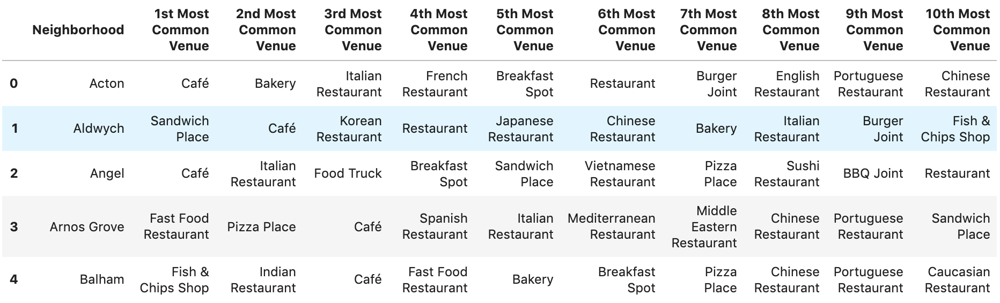 Neighborhood 1st Most Common Venue 2nd Most Common Venue 3rd Most Common Venue 4th Most Common Venue 5th Most Common Venue 6th Most Common Venue 7th Most Common Venue 8th Most Common Venue 9th Most Common Venue 10th Most Common Venue
0 Acton Café Bakery Italian Restaurant French Restaurant Breakfast Spot Restaurant Burger Joint English Restaurant Portuguese Restaurant Chinese Restaurant
1 Aldwych Sandwich Place Café Korean Restaurant Restaurant Japanese Restaurant Chinese Restaurant Bakery Italian Restaurant Burger Joint Fish & Chips Shop
2 Angel Café Italian Restaurant Food Truck Breakfast Spot Sandwich Place Vietnamese Restaurant Pizza Place Sushi Restaurant BBQ Joint Restaurant
3 Arnos Grove Fast Food Restaurant Pizza Place Café Spanish Restaurant Italian Restaurant Mediterranean Restaurant Middle Eastern Restaurant Chinese Restaurant Portuguese Restaurant Sandwich Place
4 Balham Fish & Chips Shop Indian Restaurant Café Fast Food Restaurant Bakery Breakfast Spot Pizza Place Chinese Restaurant Portuguese Restaurant Caucasian Restaurant